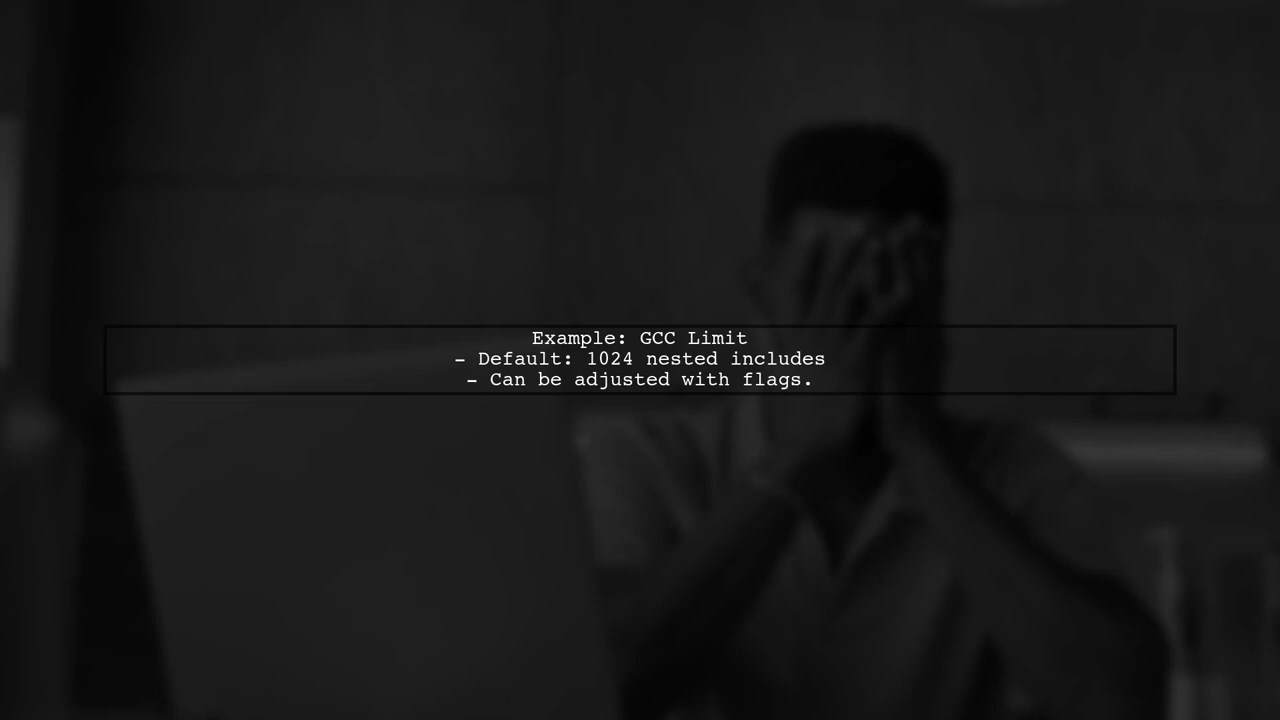 Example: GCC Limit
- Default: 1024 nested includes
- Can be adjusted with flags.